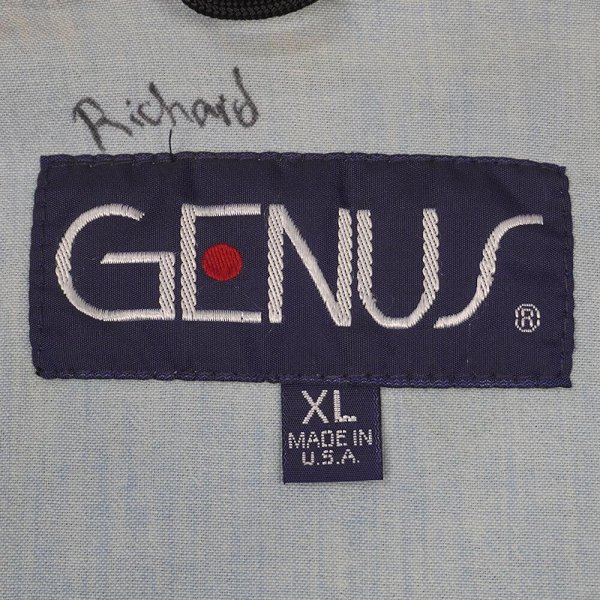 Richard
GENUS
®
XL
MADE IN
U.S.A.